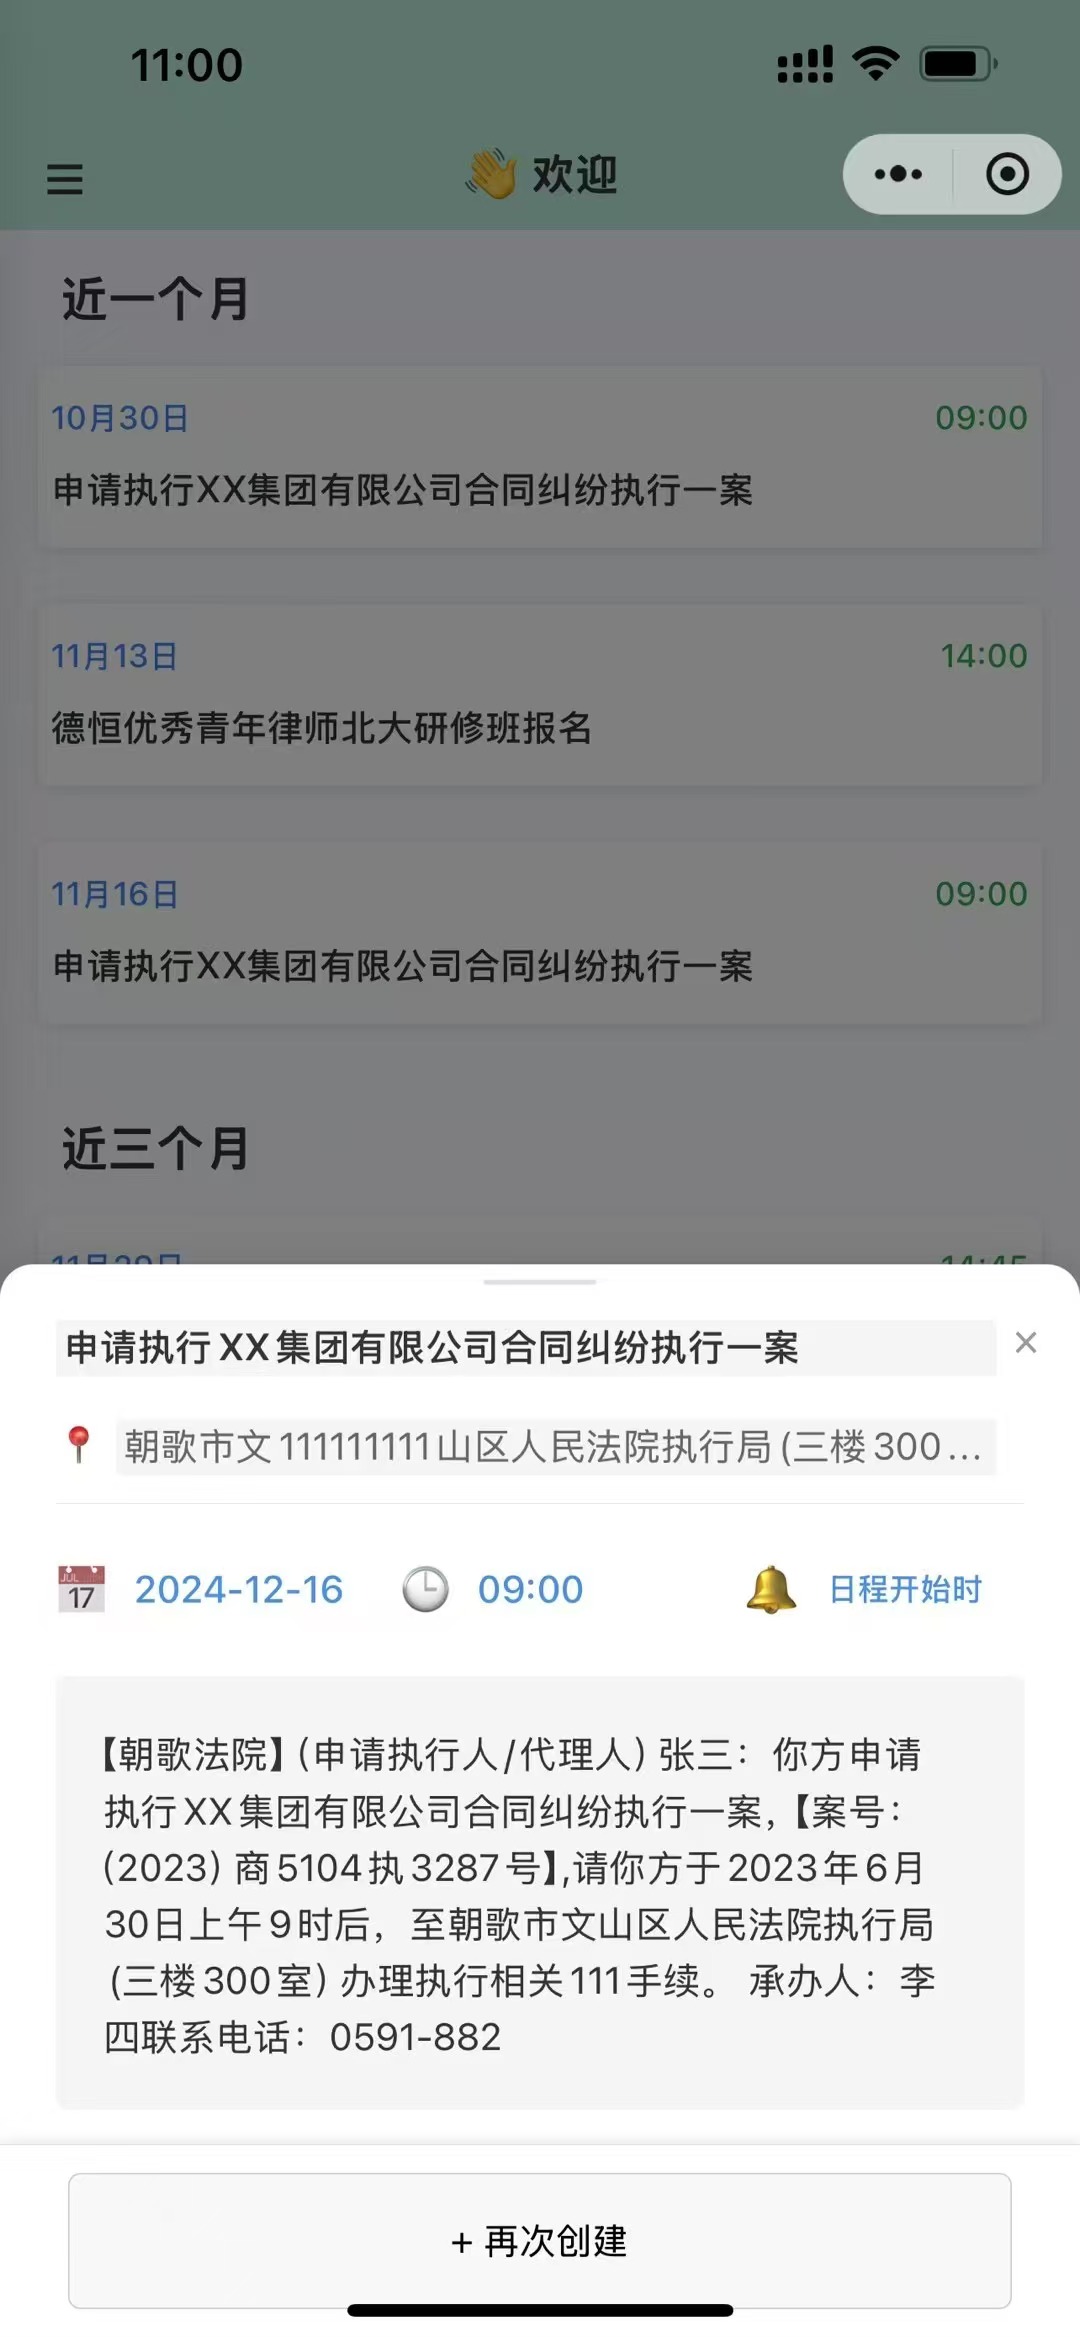 11:00
👋 欢迎
近一个月
10月30日 09:00
申请执行XX集团有限公司合同纠纷执行一案
11月13日 14:00
德恒优秀青年律师北大研修班报名
11月16日 09:00
申请执行XX集团有限公司合同纠纷执行一案
近三个月
申请执行XX集团有限公司合同纠纷执行一案
朝歌市文111111111山区人民法院执行局(三楼300...
JUL 17 2024-12-16 09:00 日程开始时
【朝歌法院】(申请执行人/代理人) 张三：你方申请
执行XX集团有限公司合同纠纷执行一案,【案号：
(2023) 商5104执3287号】,请你方于2023年6月
30日上午9时后，至朝歌市文山区人民法院执行局
(三楼300室) 办理执行相关111手续。 承办人：李
四联系电话：0591-882
+ 再次创建